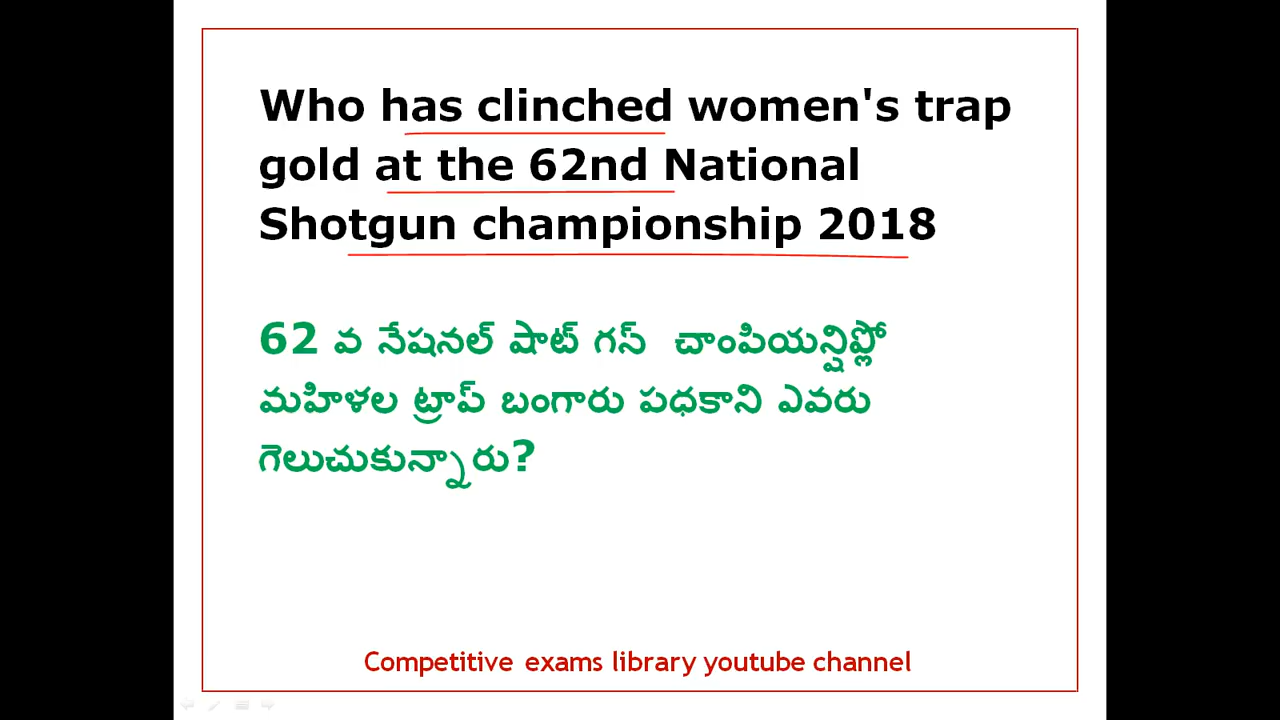 Who has clinched women's trap
gold at the 62nd National
Shotgun championship 2018
62 వ నేషనల్ షాట్ గస్ చాంపియన్షిప్లో
మహిళల ట్రాప్ బంగారు పధకాని ఎవరు
గెలుచుకున్నారు?
Competitive exams library youtube channel